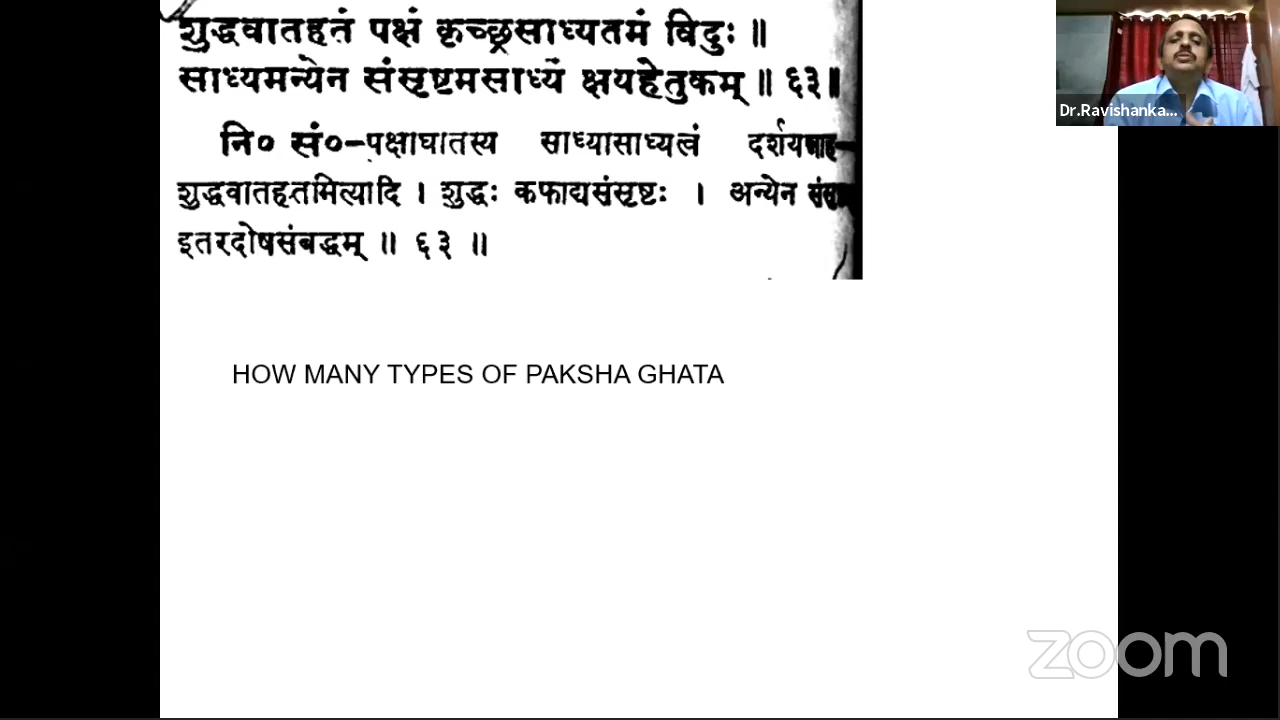 शुद्धवातहतं पक्षं कृच्छ्रसाध्यतमं विदुः ॥
साध्यमन्येन संसृष्टमसाध्यं क्षयहेतुकम् ॥ ६३॥
नि० सं०-पक्षाघातस्य साध्यासाध्यत्वं
शुद्धवातहतमित्यादि । शुद्धः कफाद्यसंसृष्टः । अन्येन
इतरदोषसंबद्धम् ॥ ६३ ॥
HOW MANY TYPES OF PAKSHA GHATA
Dr.Ravishanka...
zoom